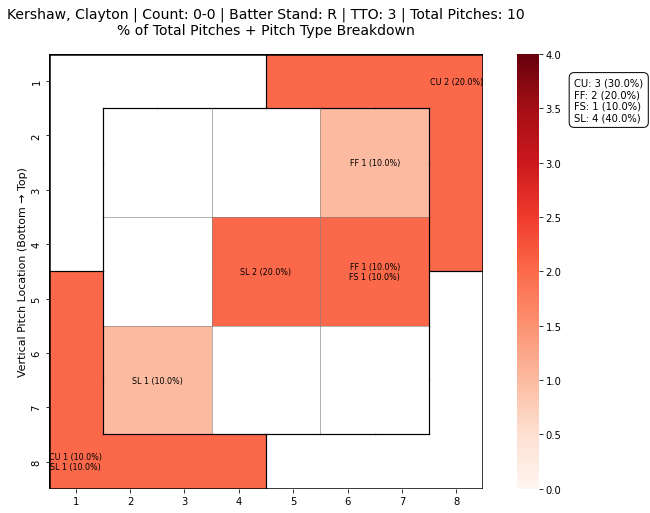 Kershaw, Clayton | Count: 0-0 | Batter Stand: R | TTO: 3 | Total Pitches: 10
% of Total Pitches + Pitch Type Breakdown
Vertical Pitch Location (Bottom → Top)
1
2
3
4
5
6
7
8
CU 2 (20.0%)
FF 1 (10.0%)
SL 2 (20.0%)
FF 1 (10.0%)
FS 1 (10.0%)
SL 1 (10.0%)
CU 1 (10.0%)
SL 1 (10.0%)
1
2
3
4
5
6
7
8
4.0
3.5
3.0
2.5
2.0
1.5
1.0
0.5
0.0
CU: 3 (30.0%)
FF: 2 (20.0%)
FS: 1 (10.0%)
SL: 4 (40.0%)